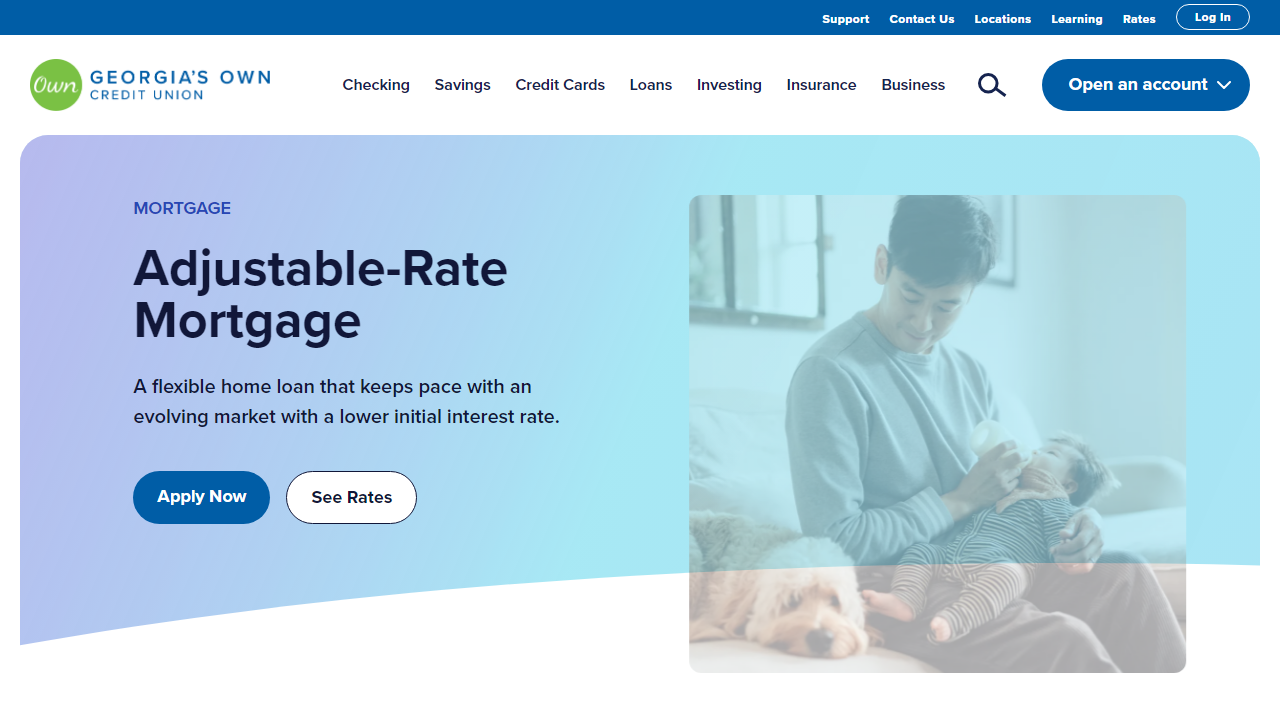 Support Contact Us Locations Learning Rates Log In
Own GEORGIA'S OWN
CREDIT UNION
Checking Savings Credit Cards Loans Investing Insurance Business Open an account
MORTGAGE
Adjustable-Rate
Mortgage
A flexible home loan that keeps pace with an
evolving market with a lower initial interest rate.
Apply Now See Rates